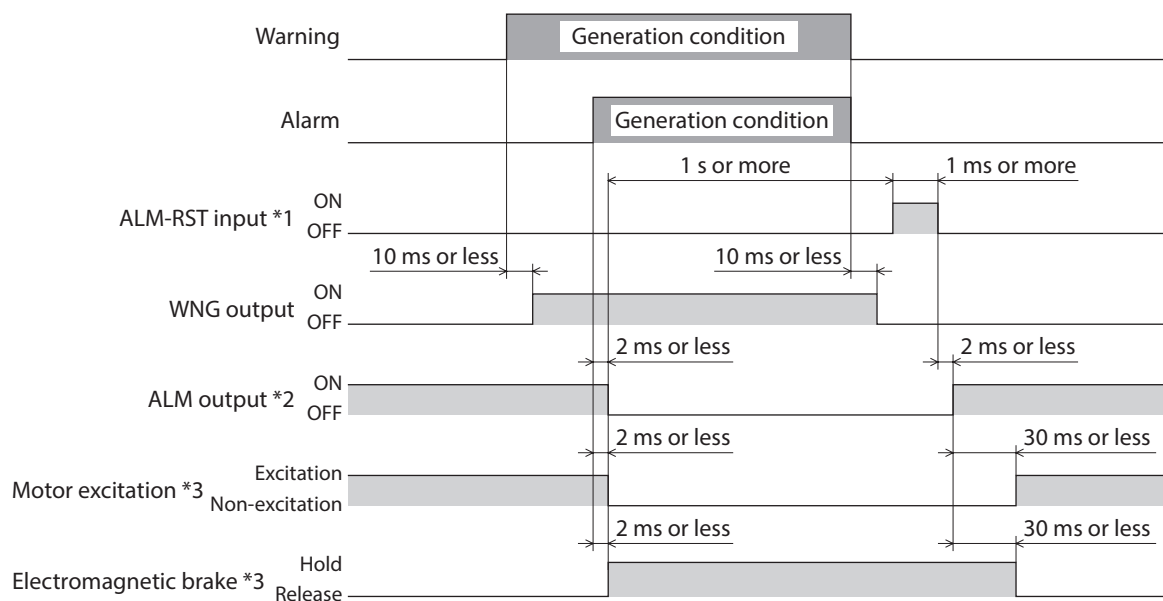 Warning
Generation condition
Alarm
Generation condition
1 s or more
1 ms or more
ALM-RST input *1
ON
OFF
10 ms or less
10 ms or less
WNG output
ON
OFF
2 ms or less
2 ms or less
ALM output *2
ON
OFF
2 ms or less
30 ms or less
Motor excitation *3
Excitation
Non-excitation
2 ms or less
30 ms or less
Electromagnetic brake *3
Hold
Release